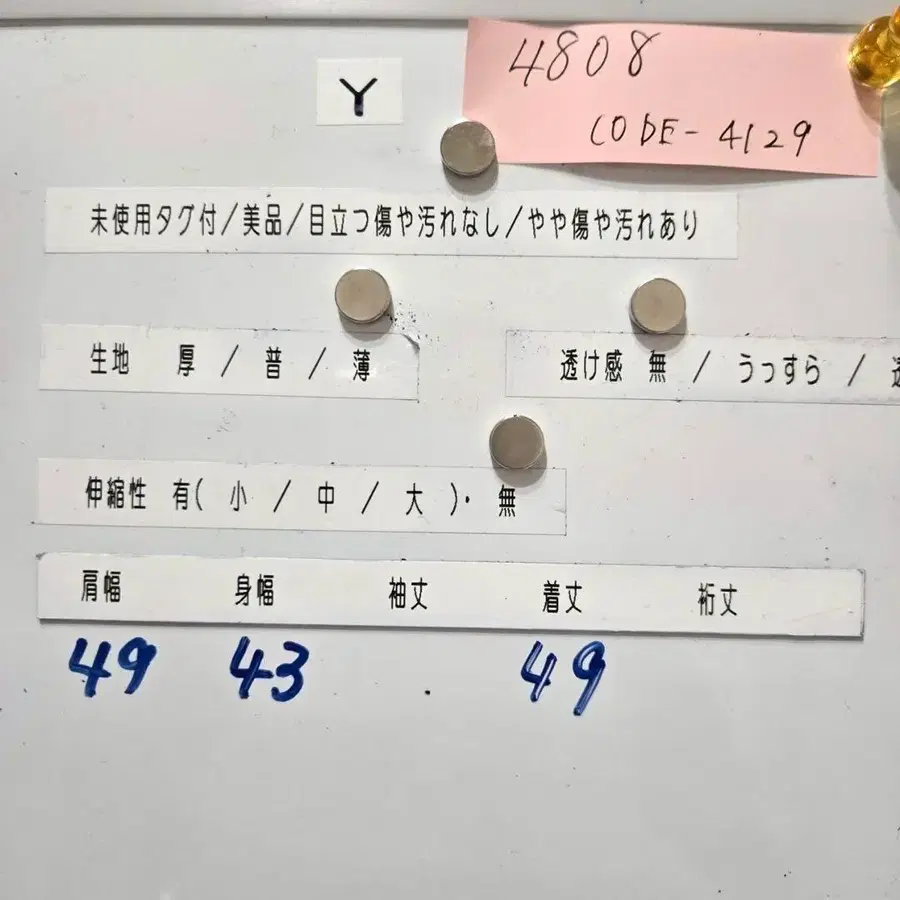 4808
Y
CODE-4129
未使用タグ付/美品/目立つ傷や汚れなし/やや傷や汚れあり
生地 厚 / 普 / 薄
透け感 無 / うっすら /
伸縮性 有( 小 / 中 / 大 )・ 無
肩幅 身幅 袖丈 着丈 裄丈
49 43 49